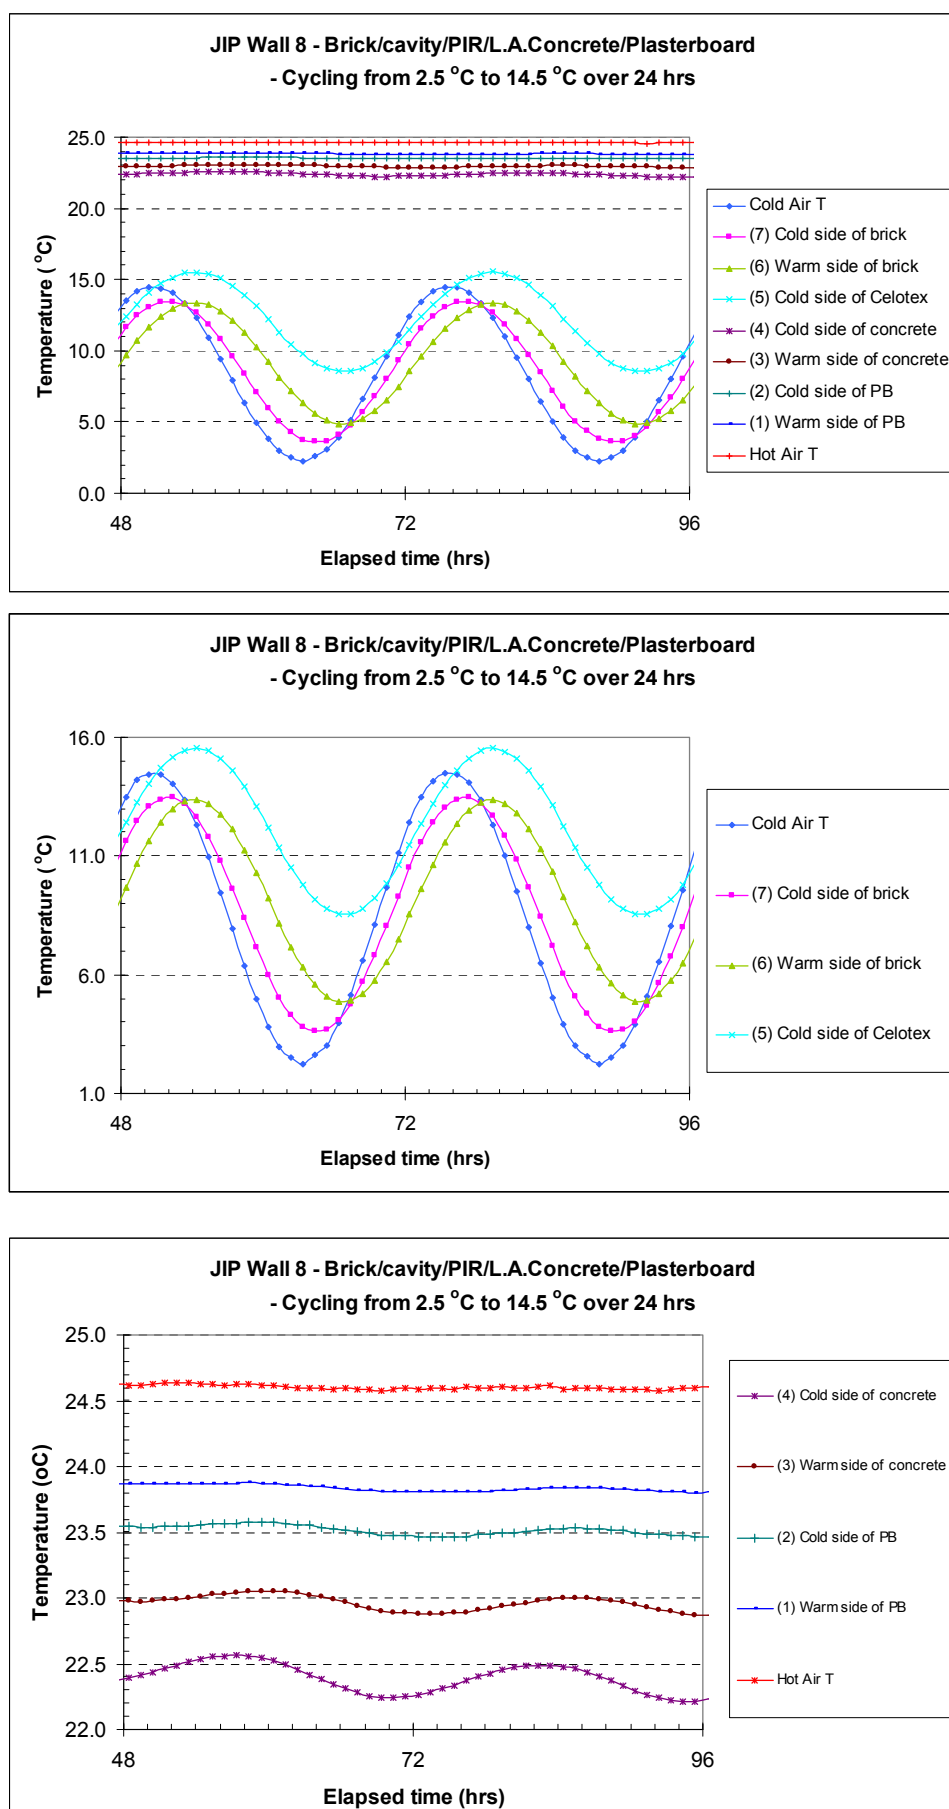 JIP Wall 8 - Brick/cavity/PIR/L.A.Concrete/Plasterboard
- Cycling from 2.5 °C to 14.5 °C over 24 hrs
Temperature (°C)
25.0
20.0
15.0
10.0
5.0
0.0
48
72
96
Elapsed time (hrs)
Cold Air T
(7) Cold side of brick
(6) Warm side of brick
(5) Cold side of Celotex
(4) Cold side of concrete
(3) Warm side of concrete
(2) Cold side of PB
(1) Warm side of PB
Hot Air T
JIP Wall 8 - Brick/cavity/PIR/L.A.Concrete/Plasterboard
- Cycling from 2.5 °C to 14.5 °C over 24 hrs
Temperature (°C)
16.0
11.0
6.0
1.0
48
72
96
Elapsed time (hrs)
Cold Air T
(7) Cold side of brick
(6) Warm side of brick
(5) Cold side of Celotex
JIP Wall 8 - Brick/cavity/PIR/L.A.Concrete/Plasterboard
- Cycling from 2.5 °C to 14.5 °C over 24 hrs
Temperature (oC)
25.0
24.5
24.0
23.5
23.0
22.5
22.0
48
72
96
Elapsed time (hrs)
(4) Cold side of concrete
(3) Warm side of concrete
(2) Cold side of PB
(1) Warm side of PB
Hot Air T